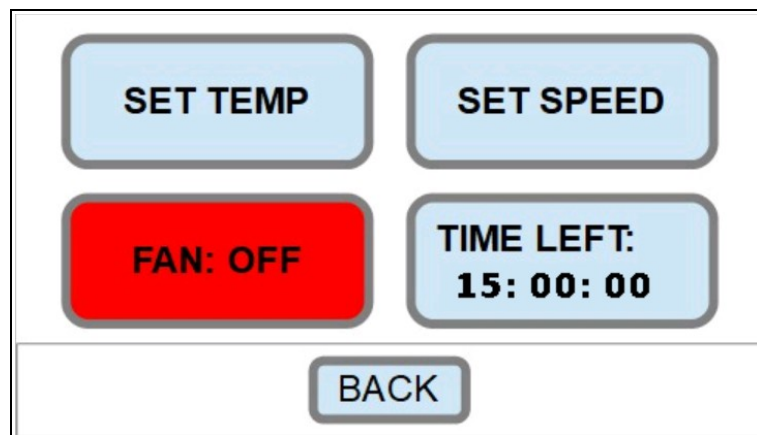 SET TEMP
SET SPEED
FAN: OFF
TIME LEFT:
15: 00: 00
BACK